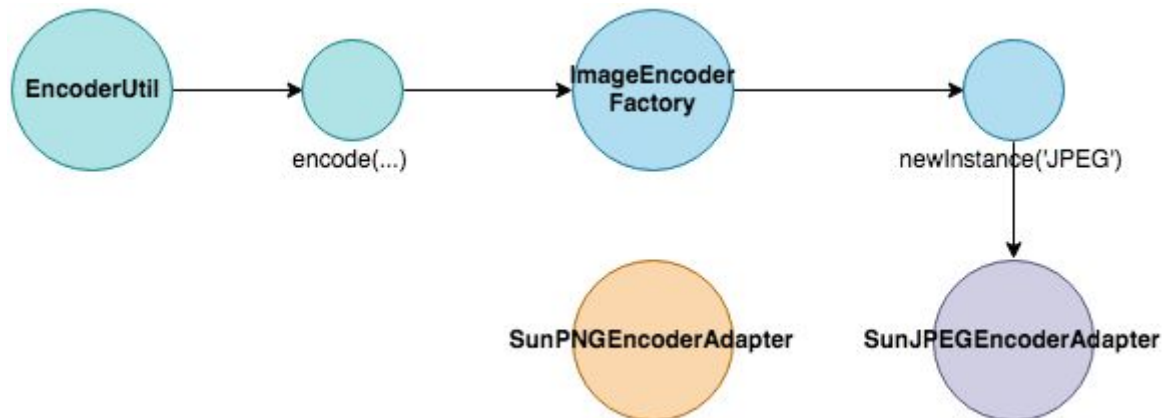 EncoderUtil
encode(...)
ImageEncoder
Factory
newInstance('JPEG')
SunPNGEncoderAdapter
SunJPEGEncoderAdapter